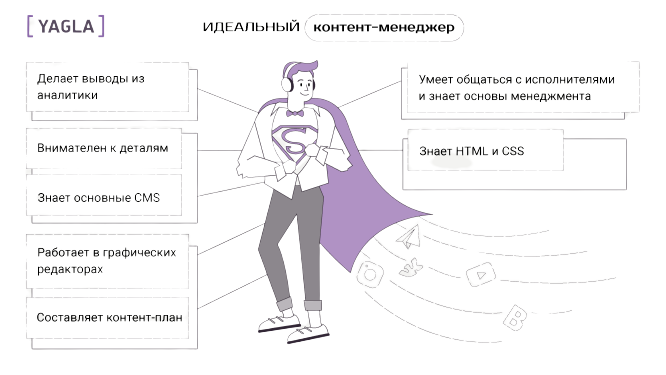 [YAGLA]
ИДЕАЛЬНЫЙ контент-менеджер
Делает выводы из
аналитики
Внимателен к деталям
Знает основные CMS
Работает в графических
редакторах
Составляет контент-план
Умеет общаться с исполнителями
и знает основы менеджмента
Знает HTML и CSS
S
B